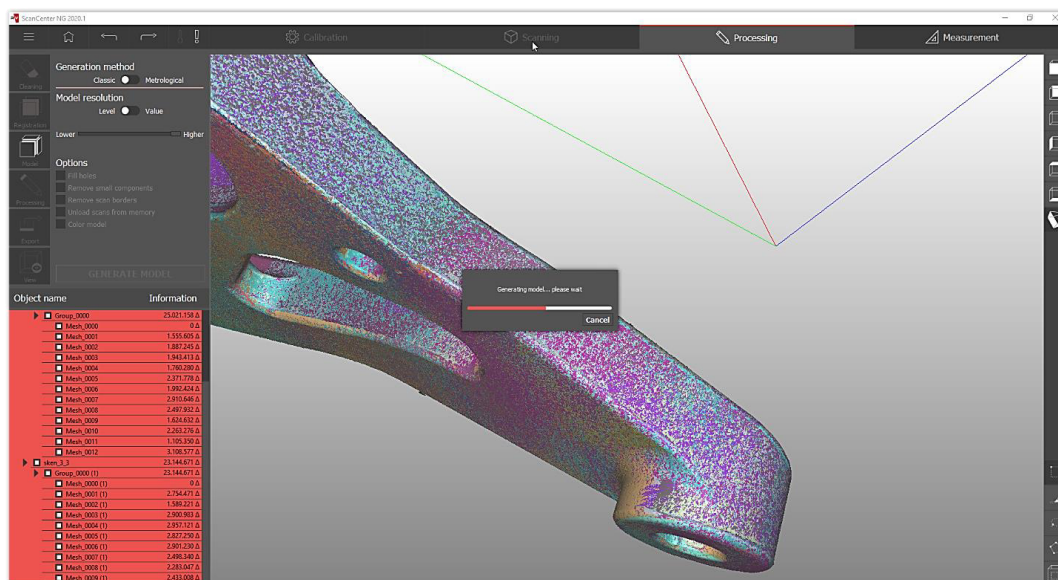 ScanCenter NG 2020.1
Calibration
Scanning
Processing
Measurement
Cleaning
Registration
Model
Processing
Export
View
Generation method
Classic Metrological
Model resolution
Level Value
Lower Higher
Options
Fill holes
Remove small components
Remove scan borders
Unload scans from memory
Color model
GENERATE MODEL
Generating model... please wait
Cancel
Object name Information
Group_0000 25.021.158 Δ
Mesh_0000 0 Δ
Mesh_0001 1.555.605 Δ
Mesh_0002 1.887.245 Δ
Mesh_0003 1.943.413 Δ
Mesh_0004 1.760.280 Δ
Mesh_0005 2.371.778 Δ
Mesh_0006 1.992.424 Δ
Mesh_0007 2.910.646 Δ
Mesh_0008 2.497.932 Δ
Mesh_0009 1.624.632 Δ
Mesh_0010 2.263.276 Δ
Mesh_0011 1.105.350 Δ
Mesh_0012 3.108.577 Δ
sken_3_3 23.144.671 Δ
Group_0000 (1) 23.144.671 Δ
Mesh_0000 (1) 0 Δ
Mesh_0001 (1) 2.754.471 Δ
Mesh_0002 (1) 1.589.221 Δ
Mesh_0003 (1) 2.900.983 Δ
Mesh_0004 (1) 2.957.121 Δ
Mesh_0005 (1) 2.827.250 Δ
Mesh_0006 (1) 2.901.230 Δ
Mesh_0007 (1) 2.498.340 Δ
Mesh_0008 (1) 2.283.047 Δ
Mesh_0009 (1) 2.433.008 Δ